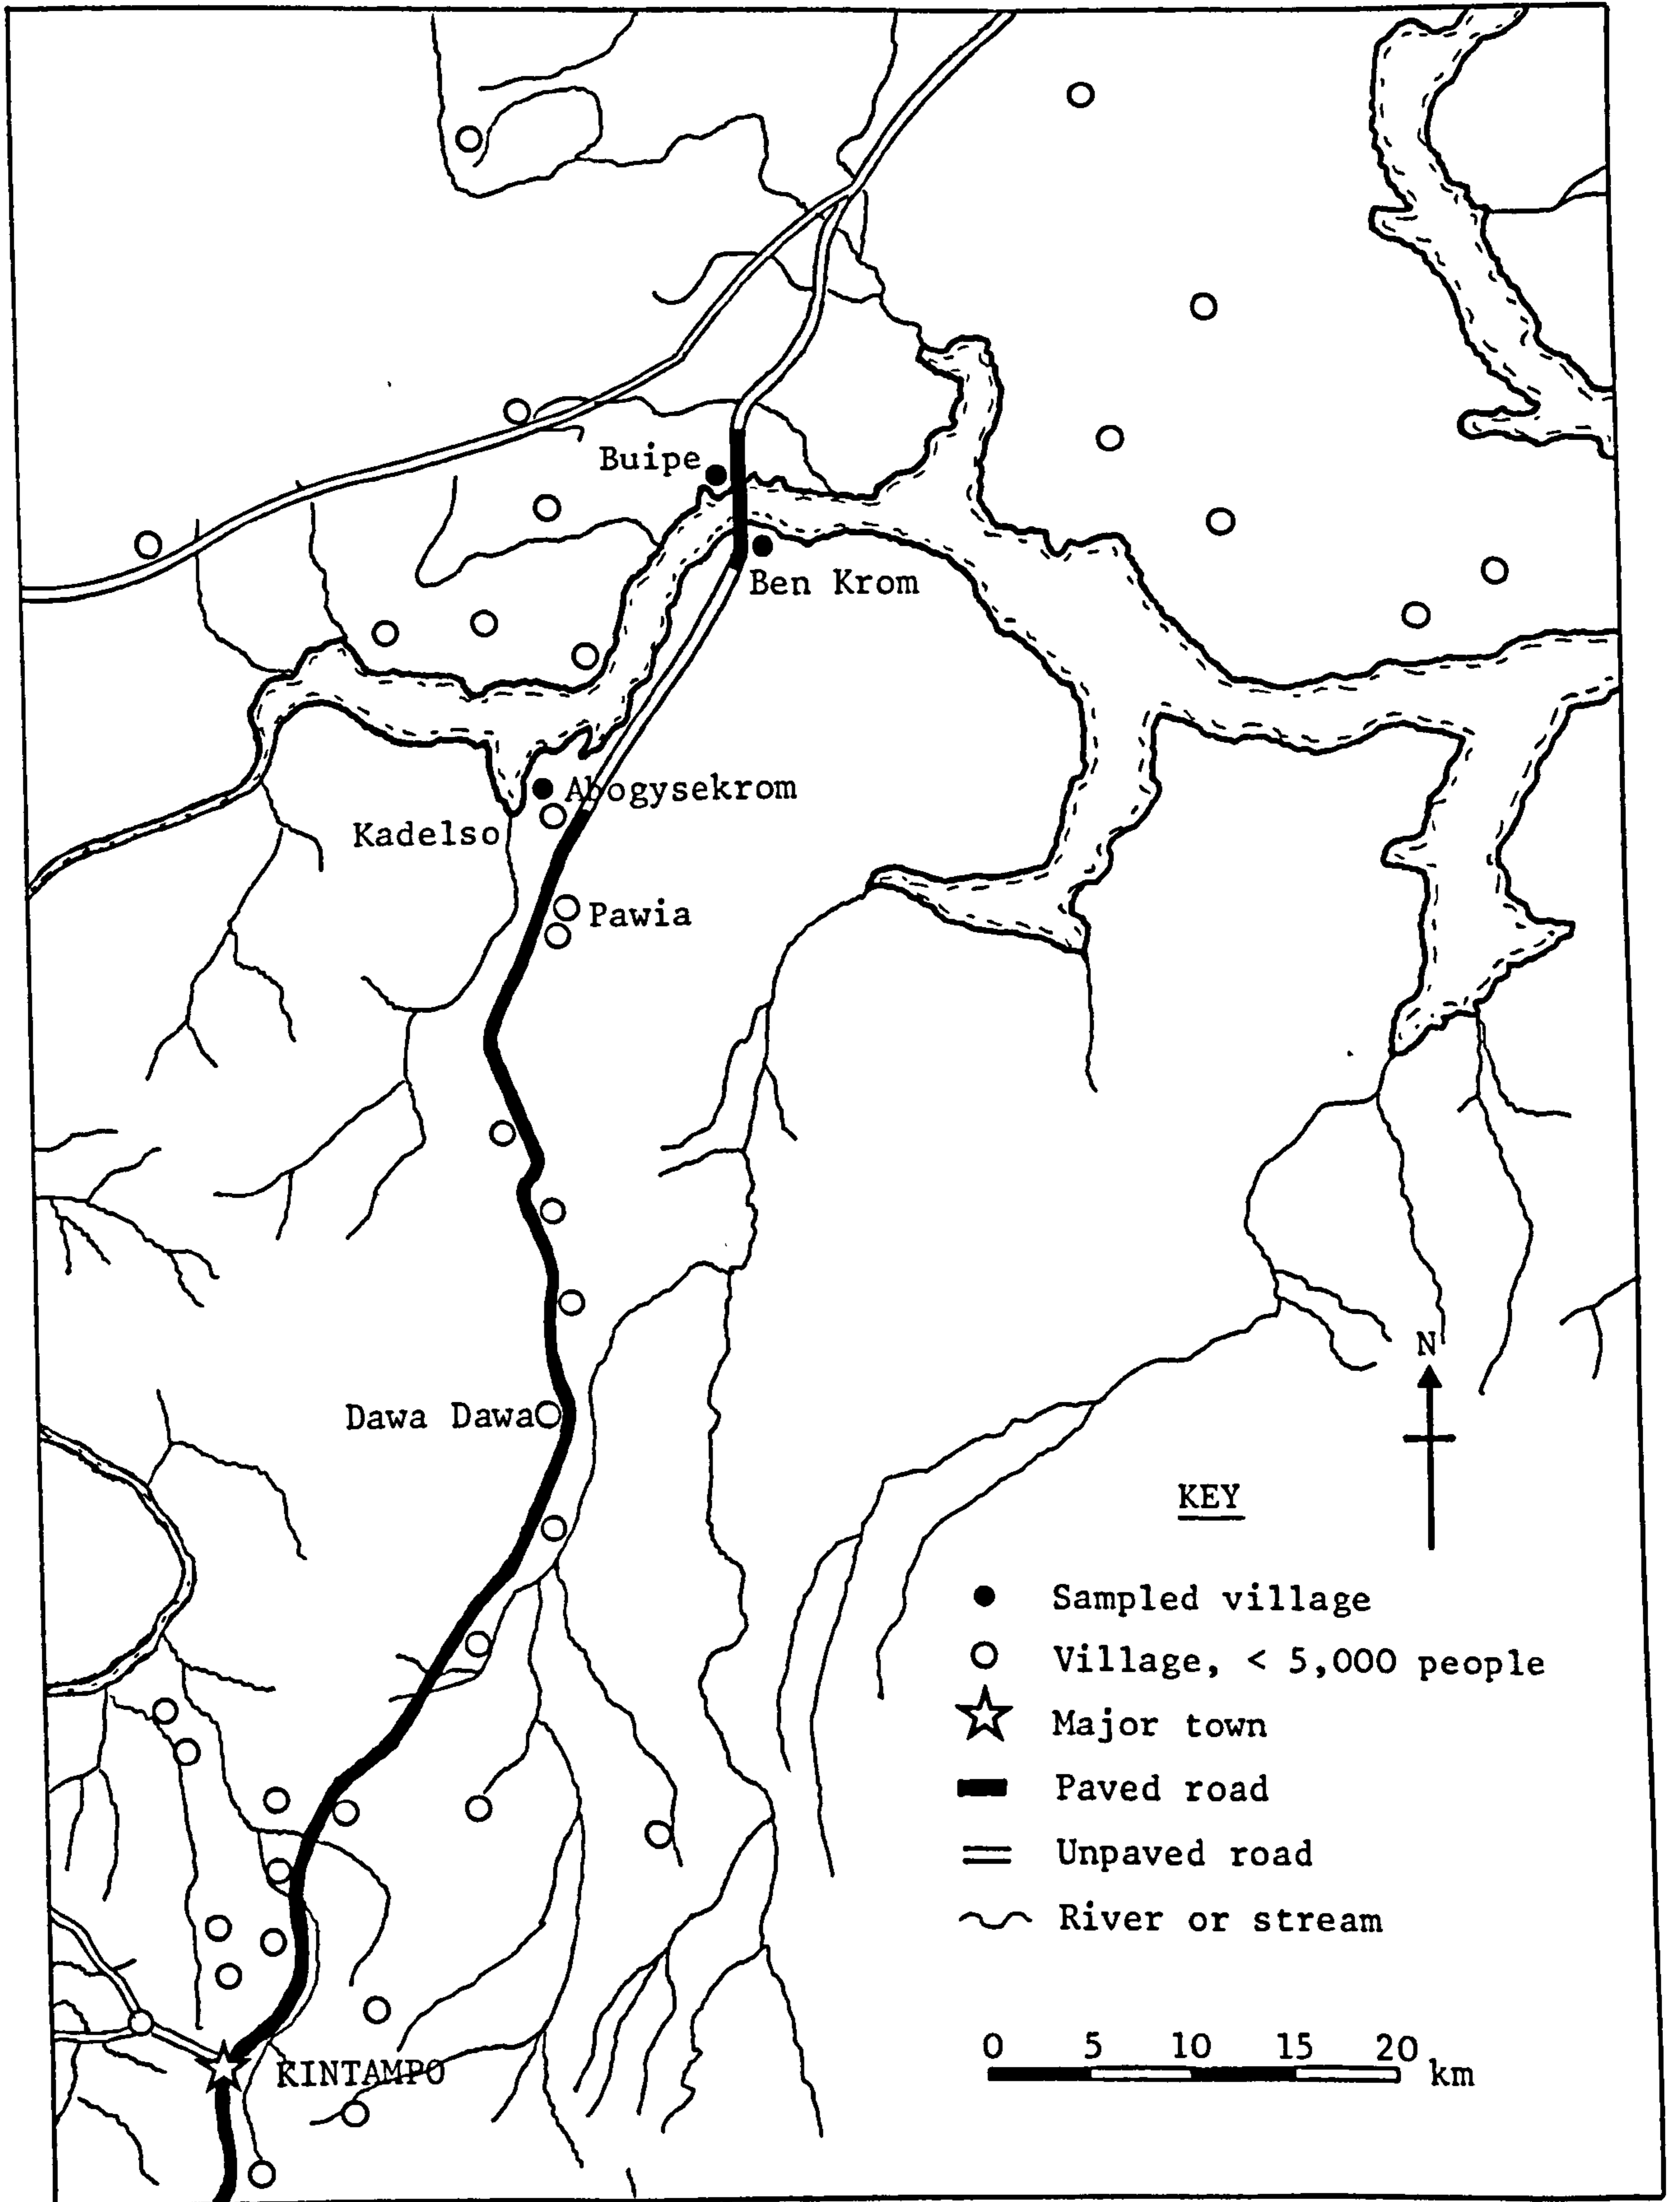 Buipe
Ben Krom
Abogysekrom
Kadelso
Pawia
Dawa Dawa
N
KEY
Sampled village
Village, < 5,000 people
Major town
Paved road
Unpaved road
River or stream
0 5 10 15 20 km
KINTAMPO